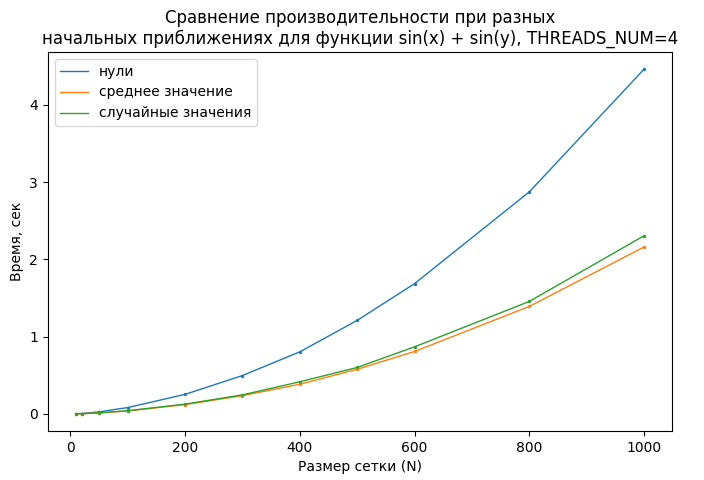 Сравнение производительности при разных
начальных приближениях для функции sin(x) + sin(y), THREADS_NUM=4
нули
среднее значение
случайные значения
Время, сек
4
3
2
1
0
0 200 400 600 800 1000
Размер сетки (N)